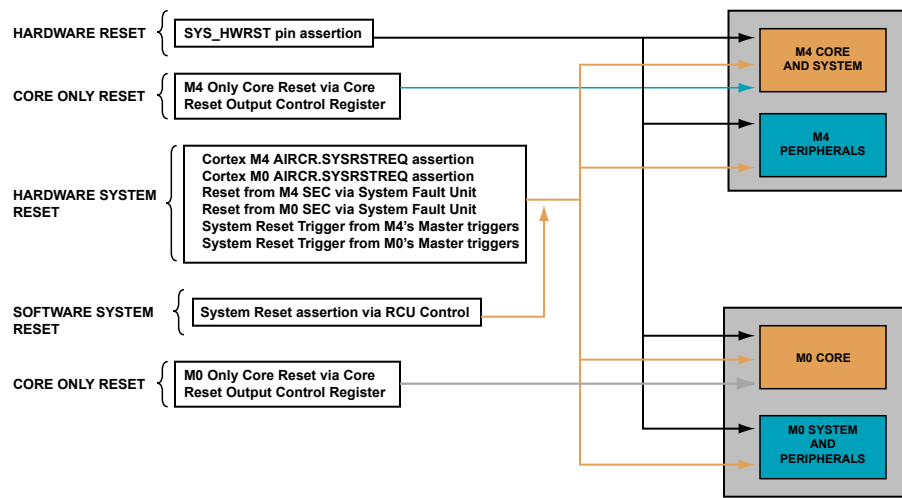 HARDWARE RESET
SYS_HWRST pin assertion
CORE ONLY RESET
M4 Only Core Reset via Core
Reset Output Control Register
HARDWARE SYSTEM
RESET
Cortex M4 AIRCR.SYSRSTREQ assertion
Cortex M0 AIRCR.SYSRSTREQ assertion
Reset from M4 SEC via System Fault Unit
Reset from M0 SEC via System Fault Unit
System Reset Trigger from M4's Master triggers
System Reset Trigger from M0's Master triggers
SOFTWARE SYSTEM
RESET
System Reset assertion via RCU Control
CORE ONLY RESET
M0 Only Core Reset via Core
Reset Output Control Register
M4 CORE
AND SYSTEM
M4
PERIPHERALS
M0 CORE
M0 SYSTEM
AND
PERIPHERALS